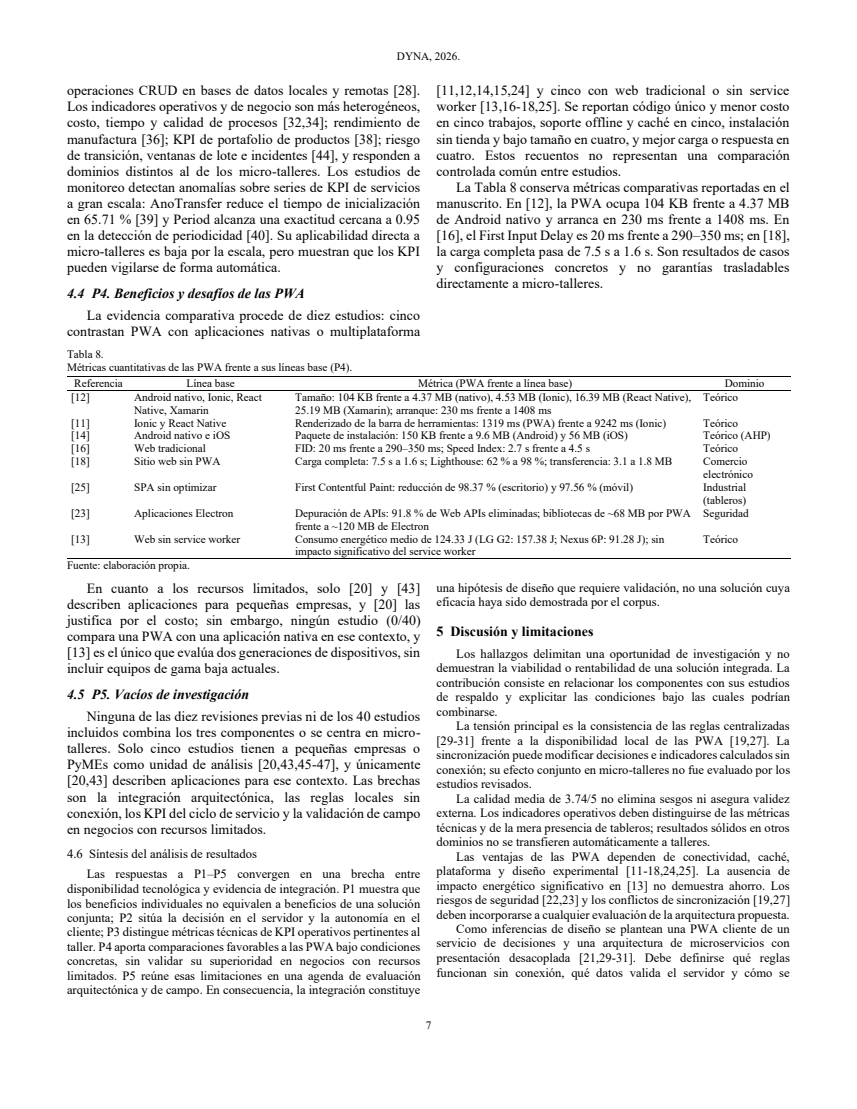 DYNA, 2026.
operaciones CRUD en bases de datos locales y remotas [28].
Los indicadores operativos y de negocio son más heterogéneos,
costo, tiempo y calidad de procesos [32,34]; rendimiento de
manufactura [36]; KPI de portafolio de productos [38]; riesgo
de transición, ventanas de lote e incidentes [44], y responden a
dominios distintos al de los micro-talleres. Los estudios de
monitoreo detectan anomalías sobre series de KPI de servicios
a gran escala: AnoTransfer reduce el tiempo de inicialización
en 65.71 % [39] y Period alcanza una exactitud cercana a 0.95
en la detección de periodicidad [40]. Su aplicabilidad directa a
micro-talleres es baja por la escala, pero muestran que los KPI
pueden vigilarse de forma automática.
4.4 P4. Beneficios y desafíos de las PWA
La evidencia comparativa procede de diez estudios: cinco
contrastan PWA con aplicaciones nativas o multiplataforma
[11,12,14,15,24] y cinco con web tradicional o sin service
worker [13,16-18,25]. Se reportan código único y menor costo
en cinco trabajos, soporte offline y caché en cinco, instalación
sin tienda y bajo tamaño en cuatro, y mejor carga o respuesta en
cuatro. Estos recuentos no representan una comparación
controlada común entre estudios.
La Tabla 8 conserva métricas comparativas reportadas en el
manuscrito. En [12], la PWA ocupa 104 KB frente a 4.37 MB
de Android nativo y arranca en 230 ms frente a 1408 ms. En
[16], el First Input Delay es 20 ms frente a 290–350 ms; en [18],
la carga completa pasa de 7.5 s a 1.6 s. Son resultados de casos
y configuraciones concretos y no garantías trasladables
directamente a micro-talleres.
Tabla 8.
Métricas cuantitativas de las PWA frente a sus líneas base (P4).
Referencia Línea base Métrica (PWA frente a línea base) Dominio
[12] Android nativo, Ionic, React Tamaño: 104 KB frente a 4.37 MB (nativo), 4.53 MB (Ionic), 16.39 MB (React Native), Teórico
Native, Xamarin 25.19 MB (Xamarin); arranque: 230 ms frente a 1408 ms
[11] Ionic y React Native Renderizado de la barra de herramientas: 1319 ms (PWA) frente a 9242 ms (Ionic) Teórico
[14] Android nativo e iOS Paquete de instalación: 150 KB frente a 9.6 MB (Android) y 56 MB (iOS) Teórico (AHP)
[16] Web tradicional FID: 20 ms frente a 290–350 ms; Speed Index: 2.7 s frente a 4.5 s Teórico
[18] Sitio web sin PWA Carga completa: 7.5 s a 1.6 s; Lighthouse: 62 % a 98 %; transferencia: 3.1 a 1.8 MB Comercio
electrónico
[25] SPA sin optimizar First Contentful Paint: reducción de 98.37 % (escritorio) y 97.56 % (móvil) Industrial
(tableros)
[23] Aplicaciones Electron Depuración de APIs: 91.8 % de Web APIs eliminadas; bibliotecas de ~68 MB por PWA Seguridad
frente a ~120 MB de Electron
[13] Web sin service worker Consumo energético medio de 124.33 J (LG G2: 157.38 J; Nexus 6P: 91.28 J); sin Teórico
impacto significativo del service worker
Fuente: elaboración propia.
En cuanto a los recursos limitados, solo [20] y [43]
describen aplicaciones para pequeñas empresas, y [20] las
justifica por el costo; sin embargo, ningún estudio (0/40)
compara una PWA con una aplicación nativa en ese contexto, y
[13] es el único que evalúa dos generaciones de dispositivos, sin
incluir equipos de gama baja actuales.
4.5 P5. Vacíos de investigación
Ninguna de las diez revisiones previas ni de los 40 estudios
incluidos combina los tres componentes o se centra en micro-
talleres. Solo cinco estudios tienen a pequeñas empresas o
PyMEs como unidad de análisis [20,43,45-47], y únicamente
[20,43] describen aplicaciones para ese contexto. Las brechas
son la integración arquitectónica, las reglas locales sin
conexión, los KPI del ciclo de servicio y la validación de campo
en negocios con recursos limitados.
4.6 Síntesis del análisis de resultados
Las respuestas a P1–P5 convergen en una brecha entre
disponibilidad tecnológica y evidencia de integración. P1 muestra que
los beneficios individuales no equivalen a beneficios de una solución
conjunta; P2 sitúa la decisión en el servidor y la autonomía en el
cliente; P3 distingue métricas técnicas de KPI operativos pertinentes al
taller. P4 aporta comparaciones favorables a las PWA bajo condiciones
concretas, sin validar su superioridad en negocios con recursos
limitados. P5 reúne esas limitaciones en una agenda de evaluación
arquitectónica y de campo. En consecuencia, la integración constituye
una hipótesis de diseño que requiere validación, no una solución cuya
eficacia haya sido demostrada por el corpus.
5 Discusión y limitaciones
Los hallazgos delimitan una oportunidad de investigación y no
demuestran la viabilidad o rentabilidad de una solución integrada. La
contribución consiste en relacionar los componentes con sus estudios
de respaldo y explicitar las condiciones bajo las cuales podrían
combinarse.
La tensión principal es la consistencia de las reglas centralizadas
[29-31] frente a la disponibilidad local de las PWA [19,27]. La
sincronización puede modificar decisiones e indicadores calculados sin
conexión; su efecto conjunto en micro-talleres no fue evaluado por los
estudios revisados.
La calidad media de 3.74/5 no elimina sesgos ni asegura validez
externa. Los indicadores operativos deben distinguirse de las métricas
técnicas y de la mera presencia de tableros; resultados sólidos en otros
dominios no se transfieren automáticamente a talleres.
Las ventajas de las PWA dependen de conectividad, caché,
plataforma y diseño experimental [11-18,24,25]. La ausencia de
impacto energético significativo en [13] no demuestra ahorro. Los
riesgos de seguridad [22,23] y los conflictos de sincronización [19,27]
deben incorporarse a cualquier evaluación de la arquitectura propuesta.
Como inferencias de diseño se plantean una PWA cliente de un
servicio de decisiones y una arquitectura de microservicios con
presentación desacoplada [21,29-31]. Debe definirse qué reglas
funcionan sin conexión, qué datos valida el servidor y cómo se
7